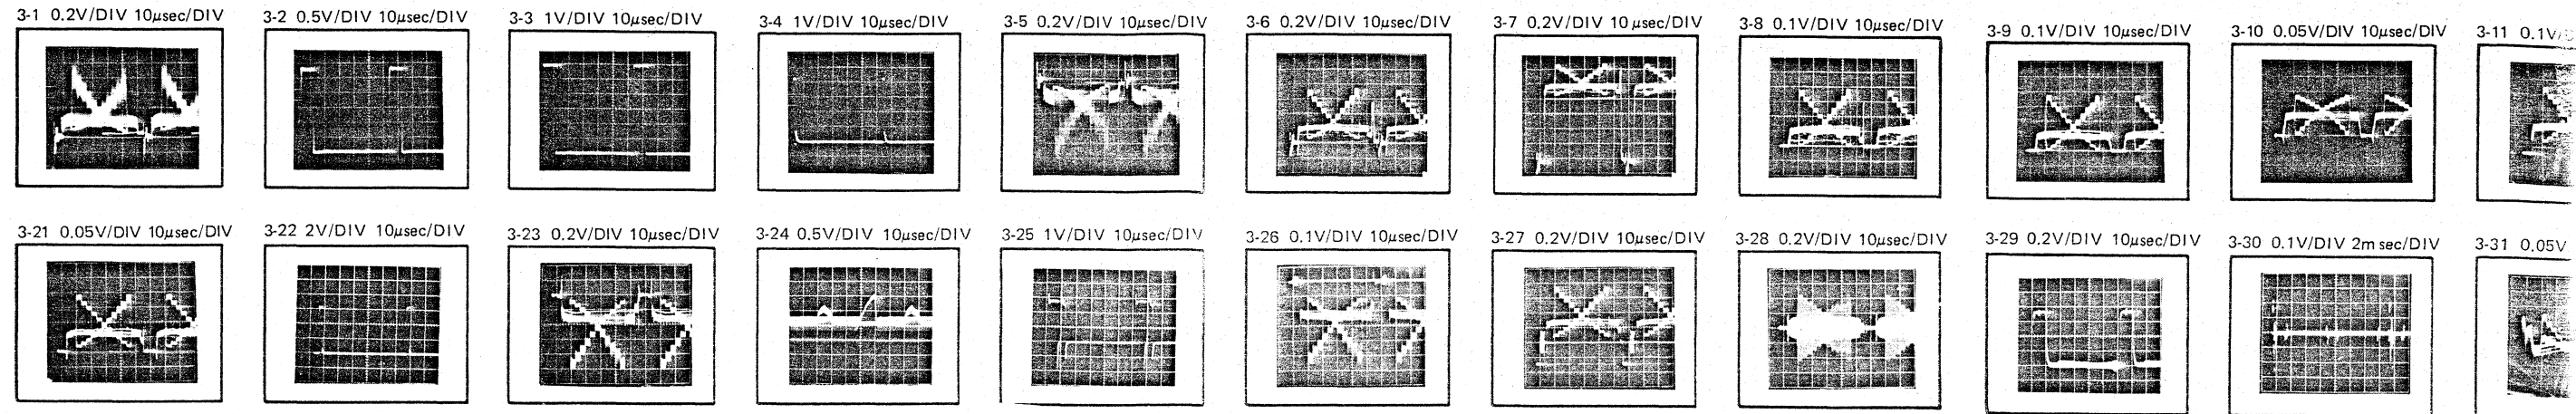 3-1 0.2V/DIV 10μsec/DIV
3-2 0.5V/DIV 10μsec/DIV
3-3 1V/DIV 10μsec/DIV
3-4 1V/DIV 10μsec/DIV
3-5 0.2V/DIV 10μsec/DIV
3-6 0.2V/DIV 10μsec/DIV
3-7 0.2V/DIV 10μsec/DIV
3-8 0.1V/DIV 10μsec/DIV
3-9 0.1V/DIV 10μsec/DIV
3-10 0.05V/DIV 10μsec/DIV
3-11 0.1V/
3-21 0.05V/DIV 10μsec/DIV
3-22 2V/DIV 10μsec/DIV
3-23 0.2V/DIV 10μsec/DIV
3-24 0.5V/DIV 10μsec/DIV
3-25 1V/DIV 10μsec/DIV
3-26 0.1V/DIV 10μsec/DIV
3-27 0.2V/DIV 10μsec/DIV
3-28 0.2V/DIV 10μsec/DIV
3-29 0.2V/DIV 10μsec/DIV
3-30 0.1V/DIV 2m sec/DIV
3-31 0.05V